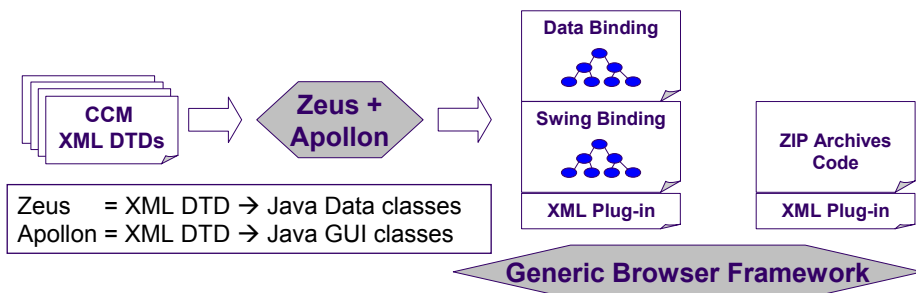 Data Binding
CCM
XML DTDs
Zeus +
Apollon
Swing Binding
ZIP Archives
Code
Zeus = XML DTD → Java Data classes
Apollon = XML DTD → Java GUI classes
XML Plug-in
XML Plug-in
Generic Browser Framework